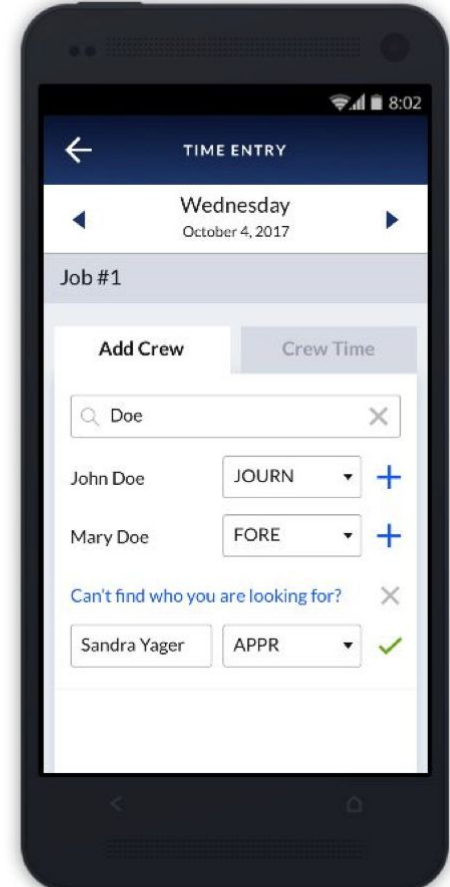 8:02
TIME ENTRY
Wednesday
October 4, 2017
Job #1
Add Crew Crew Time
Doe
John Doe JOURN
Mary Doe FORE
Can't find who you are looking for?
Sandra Yager APPR